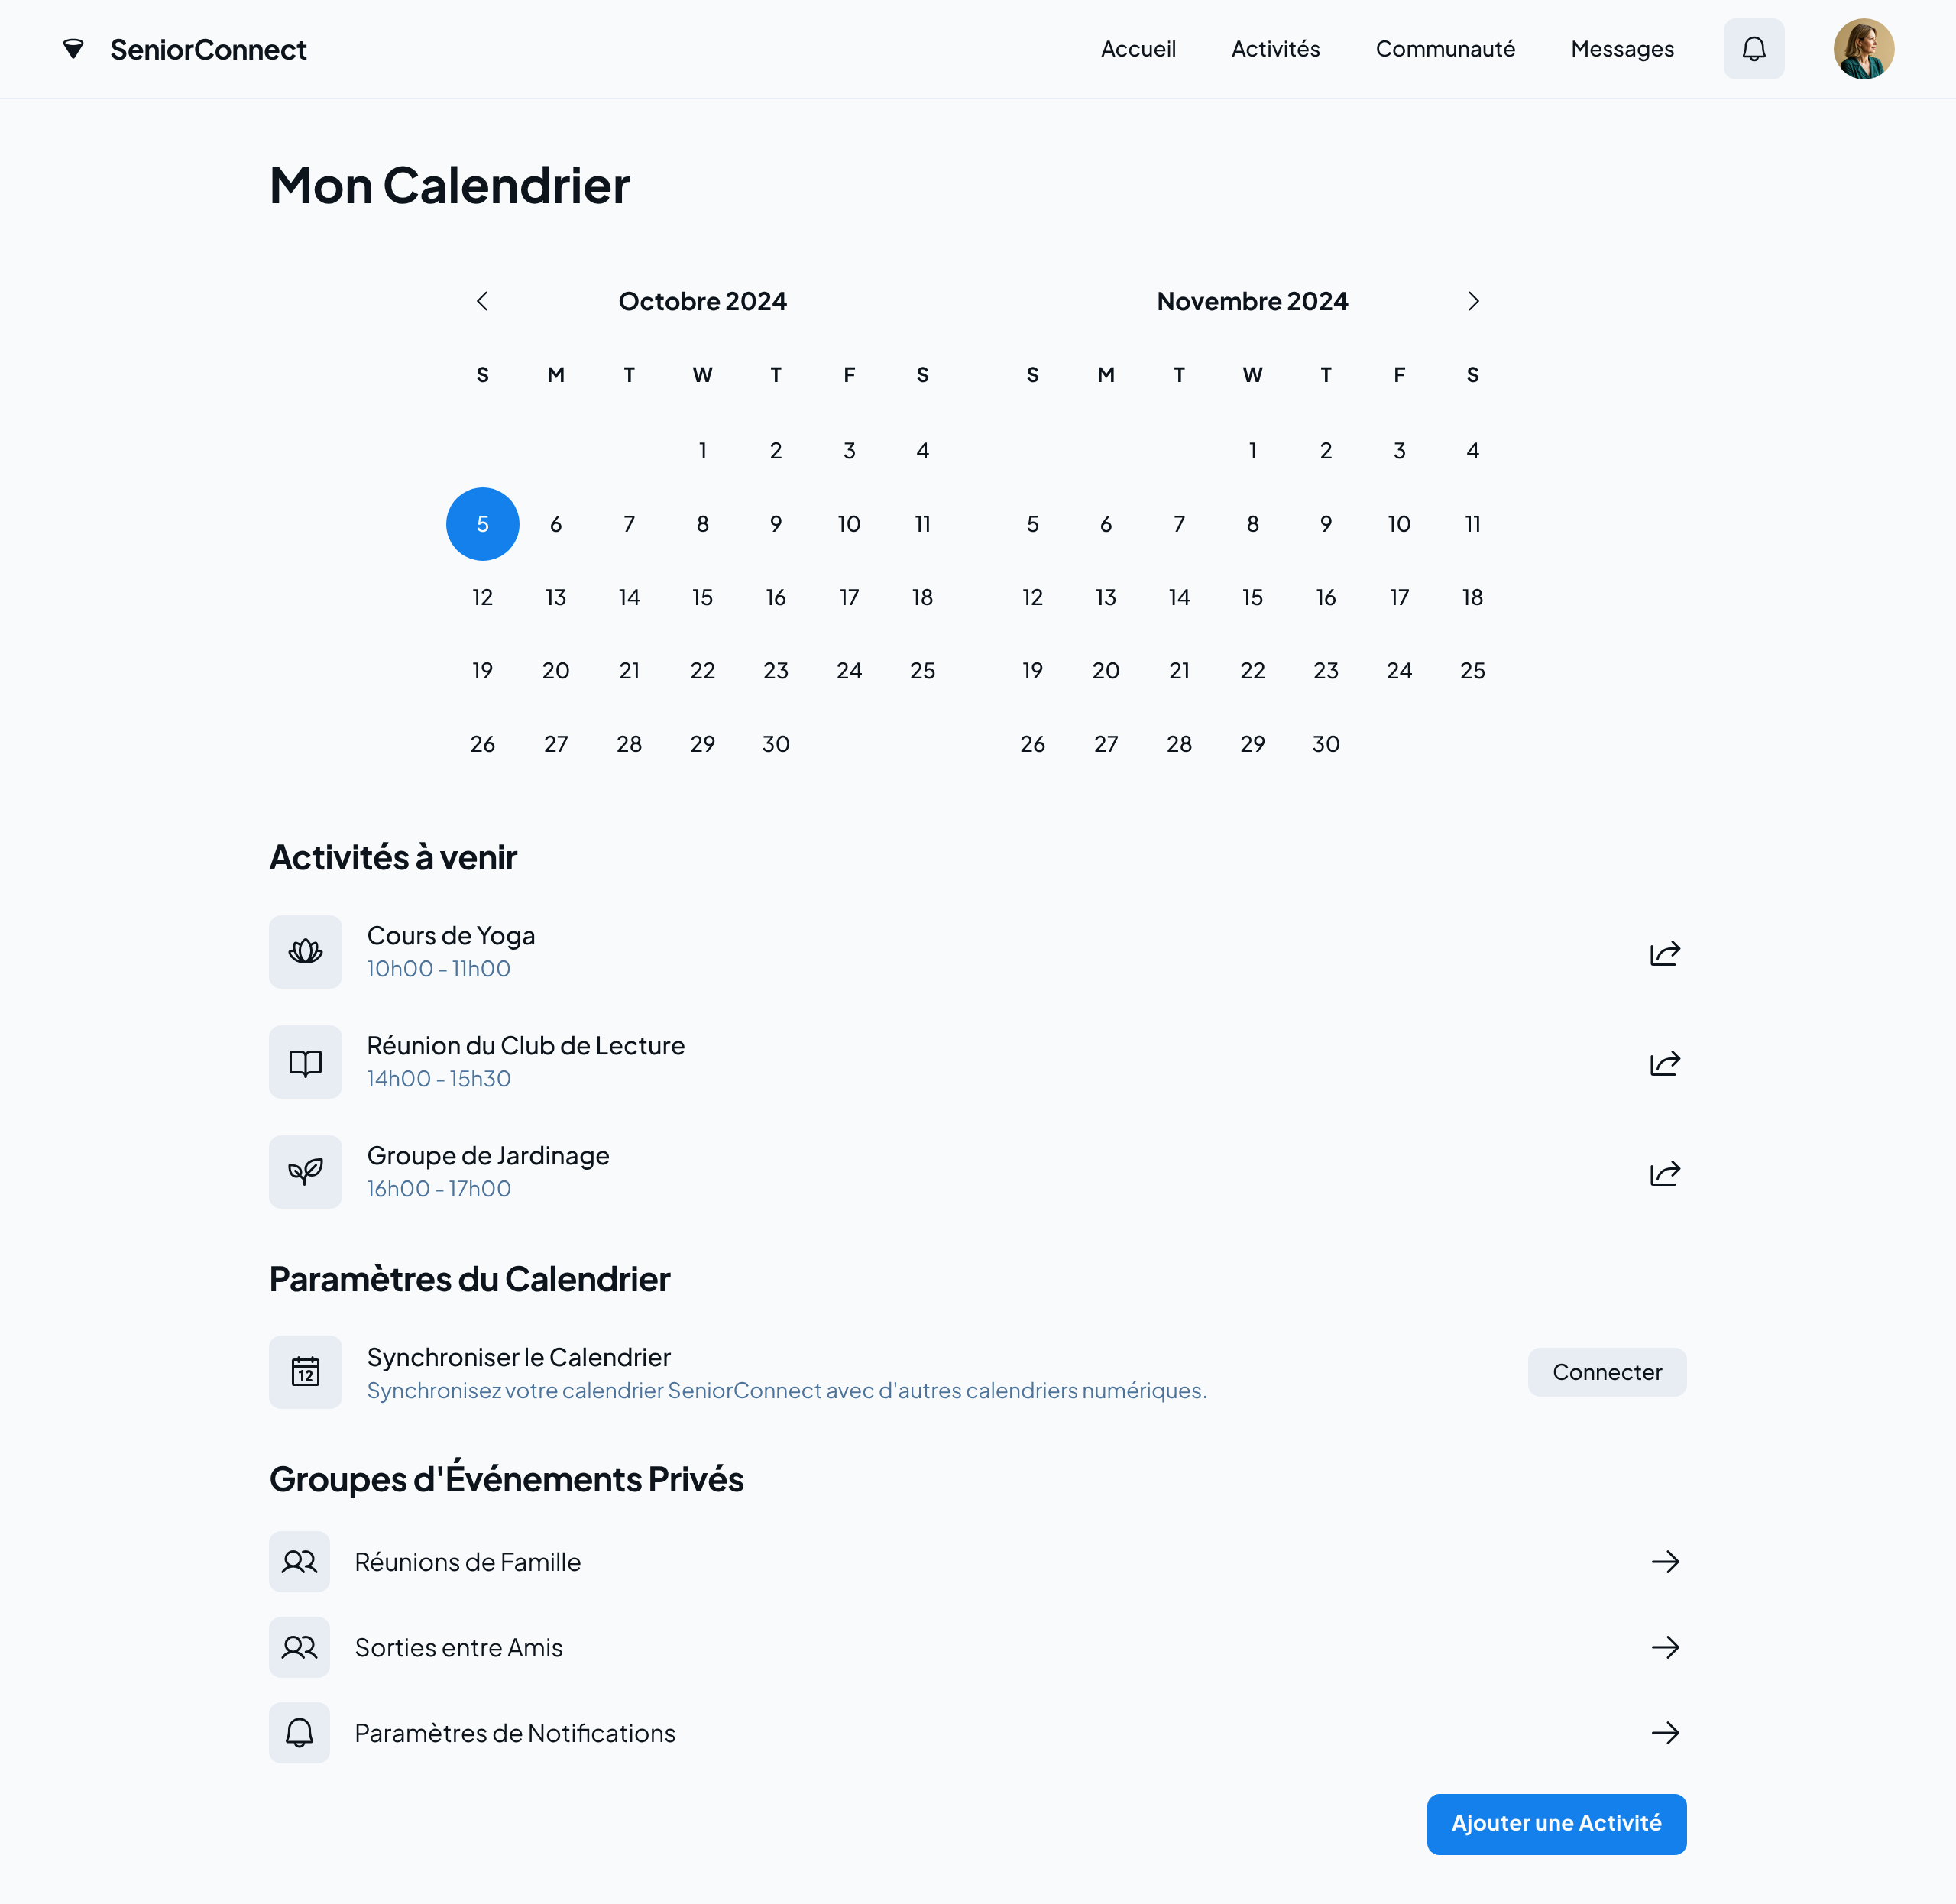 SeniorConnect
Accueil Activités Communauté Messages
Mon Calendrier
Octobre 2024
S M T W T F S
1 2 3 4
5 6 7 8 9 10 11
12 13 14 15 16 17 18
19 20 21 22 23 24 25
26 27 28 29 30
Novembre 2024
S M T W T F S
1 2 3 4
5 6 7 8 9 10 11
12 13 14 15 16 17 18
19 20 21 22 23 24 25
26 27 28 29 30
Activités à venir
Cours de Yoga
10h00 - 11h00
Réunion du Club de Lecture
14h00 - 15h30
Groupe de Jardinage
16h00 - 17h00
Paramètres du Calendrier
12
Synchroniser le Calendrier
Synchronisez votre calendrier SeniorConnect avec d'autres calendriers numériques.
Connecter
Groupes d'Événements Privés
Réunions de Famille
Sorties entre Amis
Paramètres de Notifications
Ajouter une Activité